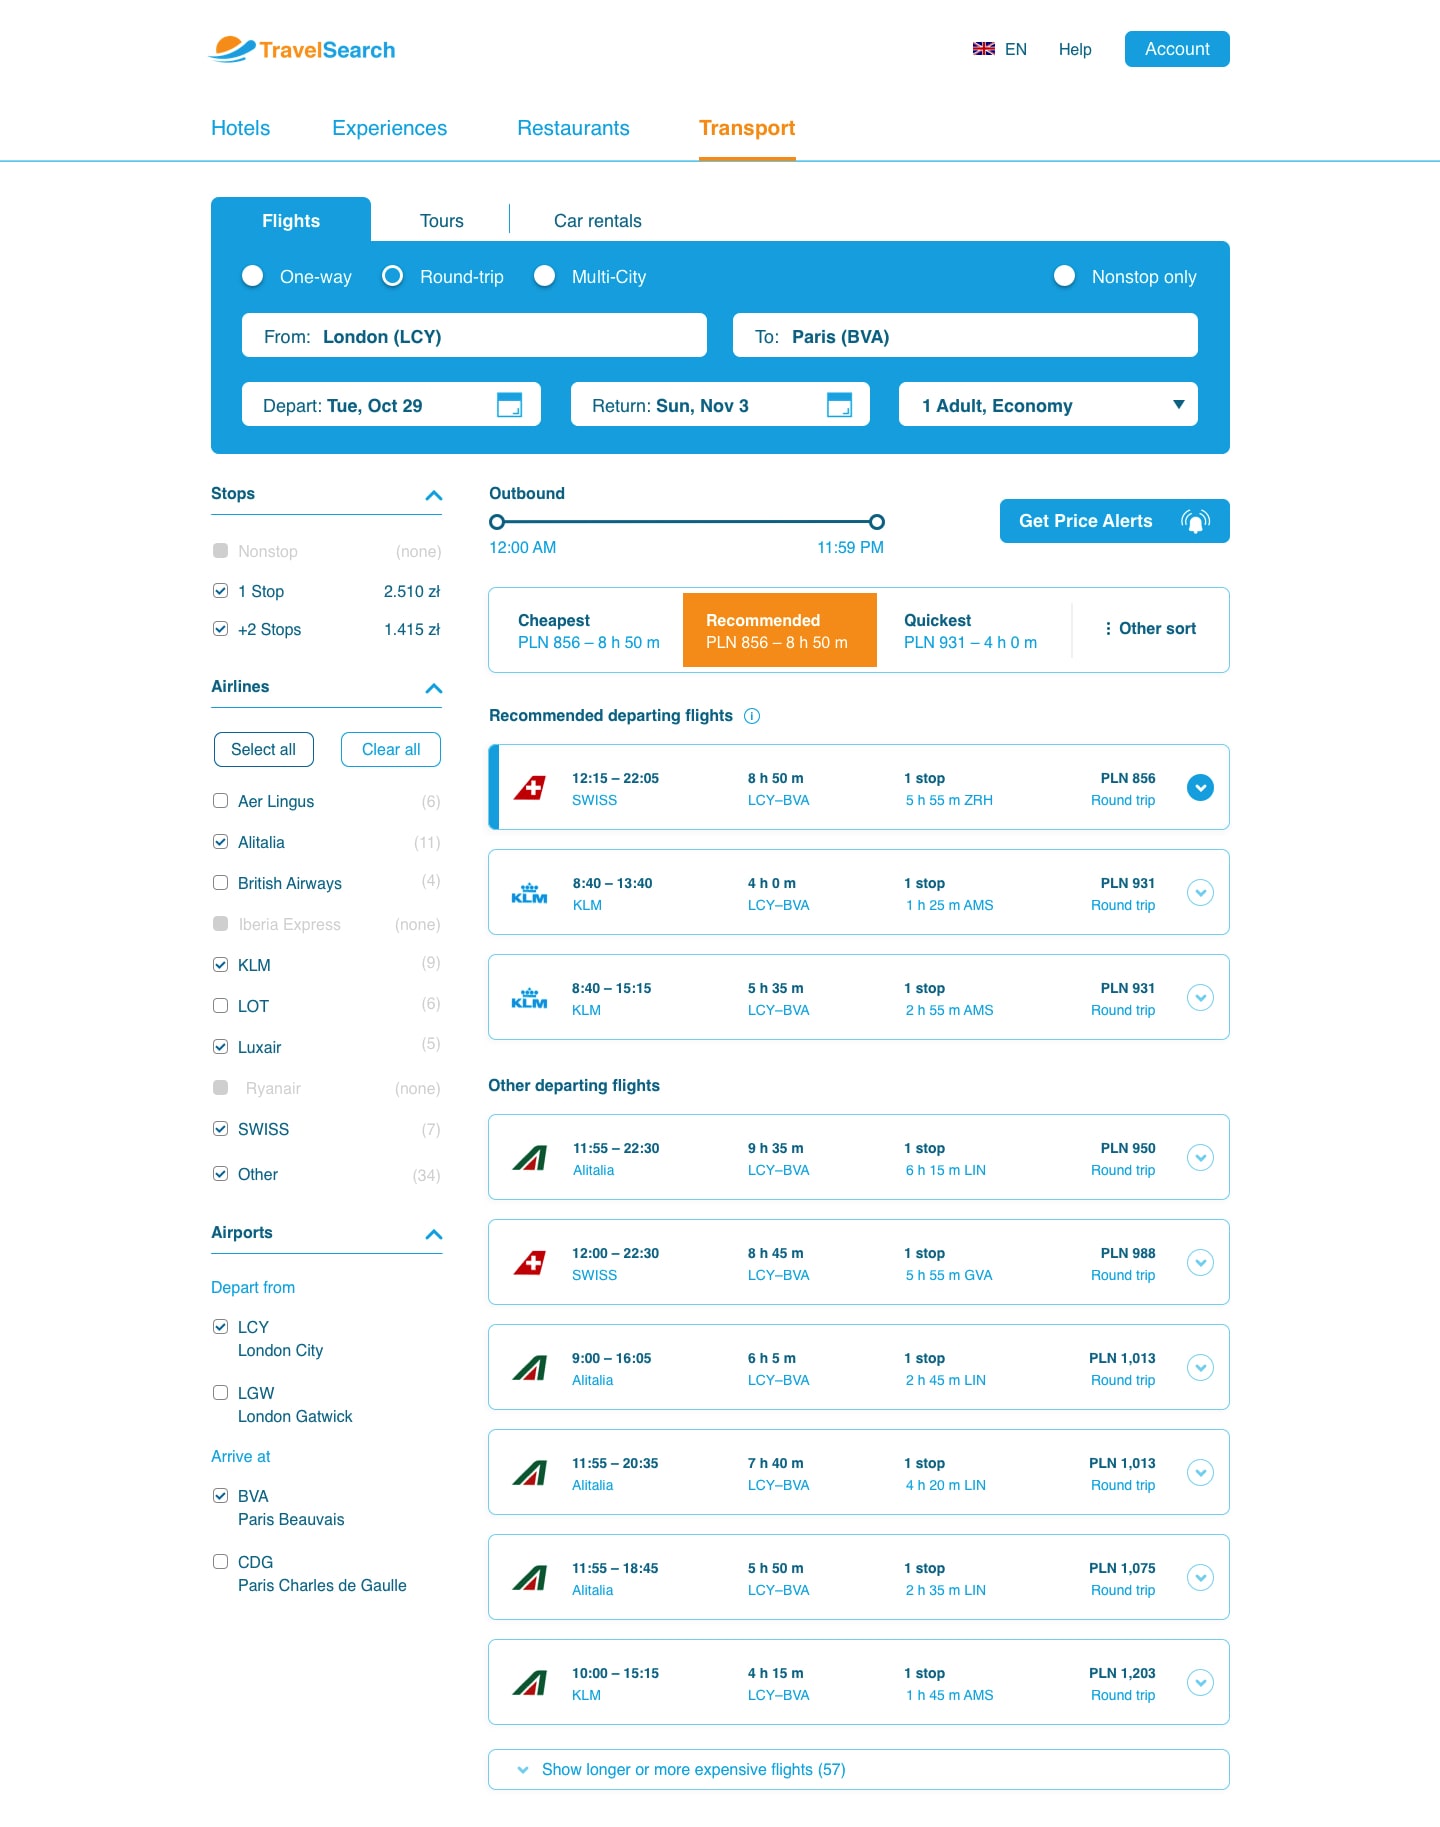 TravelSearch
EN Help Account
Hotels Experiences Restaurants Transport
Flights Tours Car rentals
One-way Round-trip Multi-City Nonstop only
From: London (LCY) To: Paris (BVA)
Depart: Tue, Oct 29 Return: Sun, Nov 3 1 Adult, Economy
Stops
Nonstop (none)
1 Stop 2.510 zł
+2 Stops 1.415 zł
Airlines
Select all Clear all
Aer Lingus (6)
Alitalia (11)
British Airways (4)
Iberia Express (none)
KLM (9)
LOT (6)
Luxair (5)
Ryanair (none)
SWISS (7)
Other (34)
Airports
Depart from
LCY
London City
LGW
London Gatwick
Arrive at
BVA
Paris Beauvais
CDG
Paris Charles de Gaulle
Outbound
12:00 AM 11:59 PM
Get Price Alerts
Cheapest Recommended Quickest
PLN 856 – 8 h 50 m PLN 856 – 8 h 50 m PLN 931 – 4 h 0 m
Other sort
Recommended departing flights
12:15 – 22:05 8 h 50 m 1 stop PLN 856
SWISS LCY–BVA 5 h 55 m ZRH Round trip
KLM
8:40 – 13:40 4 h 0 m 1 stop PLN 931
KLM LCY–BVA 1 h 25 m AMS Round trip
KLM
8:40 – 15:15 5 h 35 m 1 stop PLN 931
KLM LCY–BVA 2 h 55 m AMS Round trip
Other departing flights
11:55 – 22:30 9 h 35 m 1 stop PLN 950
Alitalia LCY–BVA 6 h 15 m LIN Round trip
12:00 – 22:30 8 h 45 m 1 stop PLN 988
SWISS LCY–BVA 5 h 55 m GVA Round trip
9:00 – 16:05 6 h 5 m 1 stop PLN 1,013
Alitalia LCY–BVA 2 h 45 m LIN Round trip
11:55 – 20:35 7 h 40 m 1 stop PLN 1,013
Alitalia LCY–BVA 4 h 20 m LIN Round trip
11:55 – 18:45 5 h 50 m 1 stop PLN 1,075
Alitalia LCY–BVA 2 h 35 m LIN Round trip
10:00 – 15:15 4 h 15 m 1 stop PLN 1,203
KLM LCY–BVA 1 h 45 m AMS Round trip
Show longer or more expensive flights (57)